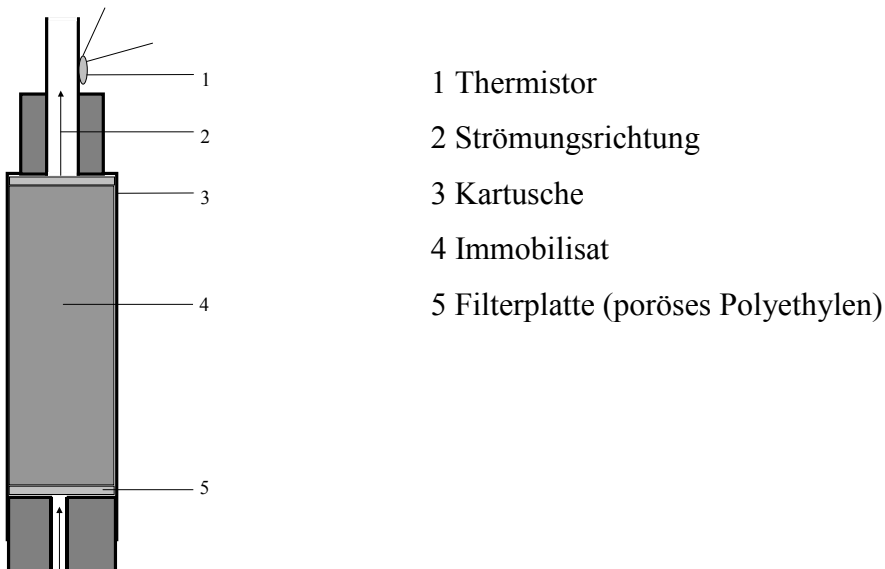 1
2
3
4
5
1 Thermistor
2 Strömungsrichtung
3 Kartusche
4 Immobilisat
5 Filterplatte (poröses Polyethylen)